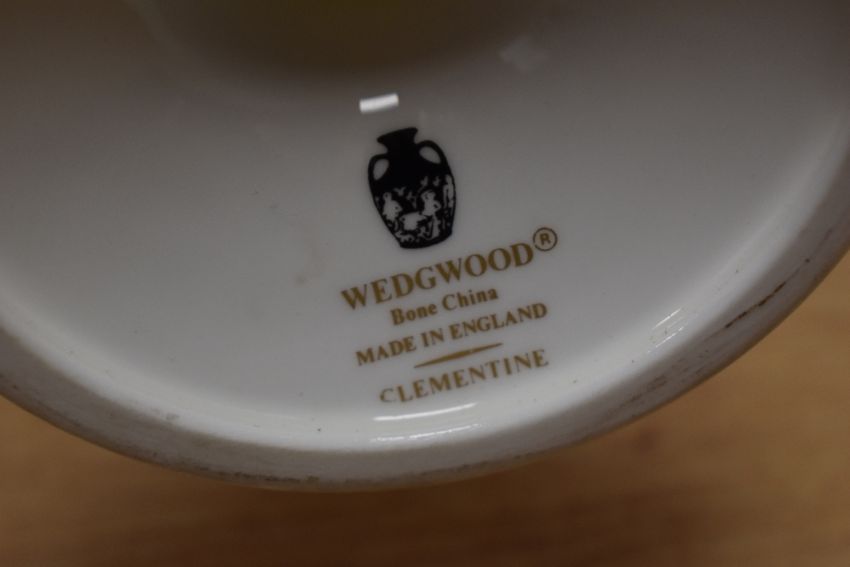 WEDGWOOD®
Bone China
MADE IN ENGLAND
CLEMENTINE